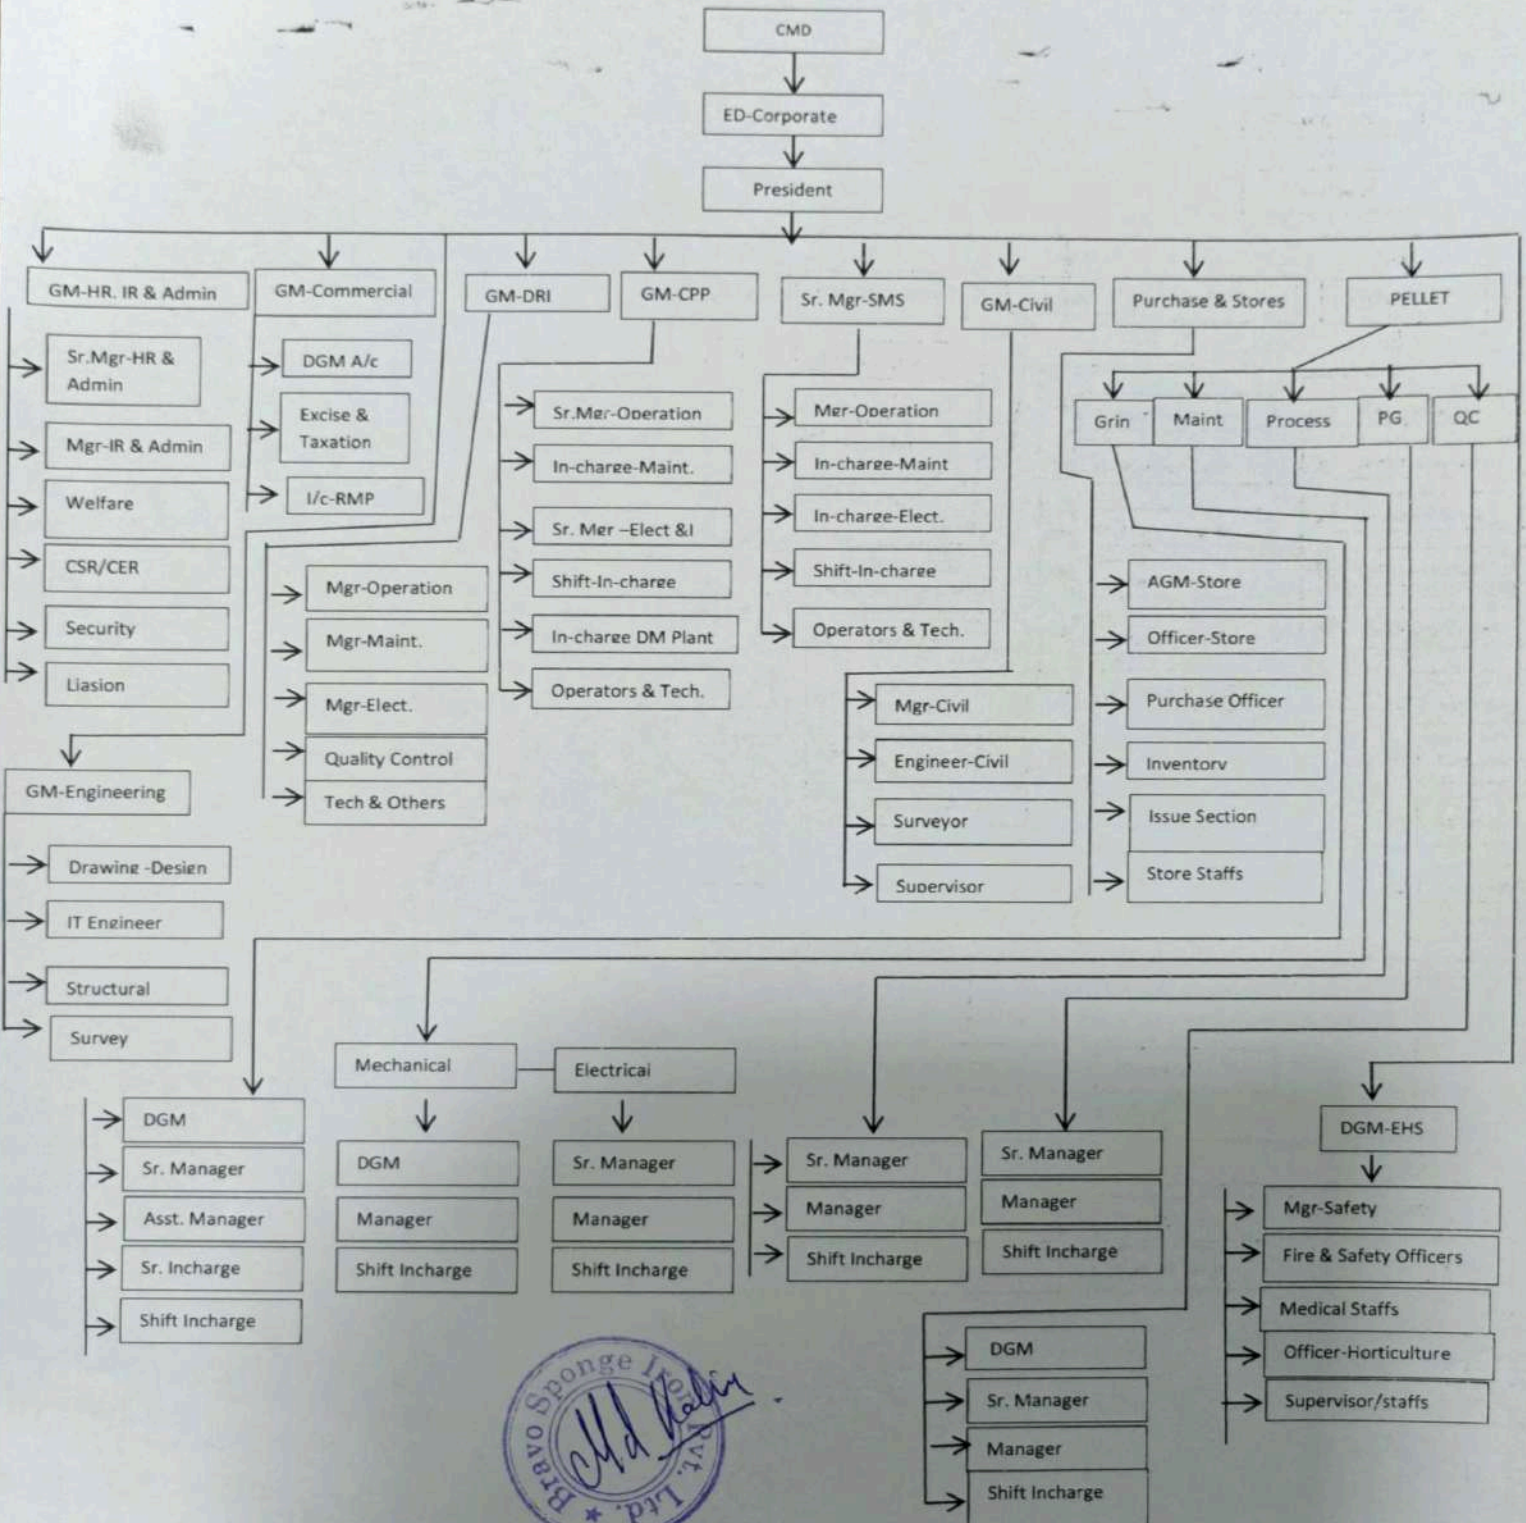 CMD
ED-Corporate
President
GM-HR. IR & Admin
GM-Commercial
GM-DRI
GM-CPP
Sr. Mgr-SMS
GM-Civil
Purchase & Stores
PELLET
Sr.Mgr-HR &
Admin
Mgr-IR & Admin
Welfare
CSR/CER
Security
Liasion
DGM A/c
Excise &
Taxation
I/c-RMP
GM-Engineering
Drawing -Design
IT Engineer
Structural
Survey
Mgr-Operation
Mgr-Maint.
Mgr-Elect.
Quality Control
Tech & Others
Sr.Mgr-Operation
In-charge-Maint.
Sr. Mgr –Elect &I
Shift-In-charge
In-charge DM Plant
Operators & Tech.
Mgr-Operation
In-charge-Maint
In-charge-Elect.
Shift-In-charge
Operators & Tech.
Mgr-Civil
Engineer-Civil
Surveyor
Supervisor
AGM-Store
Officer-Store
Purchase Officer
Inventory
Issue Section
Store Staffs
Grin
Maint
Process
PG
QC
DGM
Sr. Manager
Asst. Manager
Sr. Incharge
Shift Incharge
Mechanical
Electrical
DGM
Manager
Shift Incharge
Sr. Manager
Manager
Shift Incharge
Sr. Manager
Manager
Shift Incharge
Sr. Manager
Manager
Shift Incharge
DGM
Sr. Manager
Manager
Shift Incharge
DGM-EHS
Mgr-Safety
Fire & Safety Officers
Medical Staffs
Officer-Horticulture
Supervisor/staffs
Bravo Sponge Iron Pvt. Ltd.